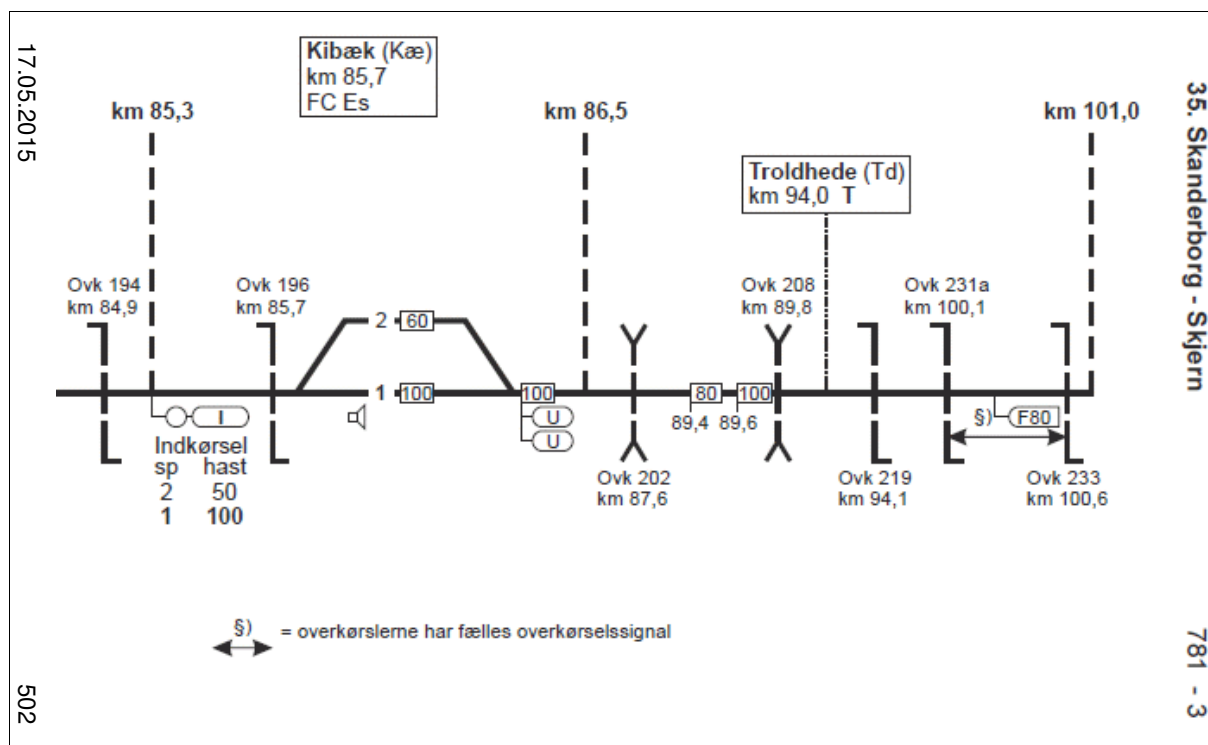 17.05.2015
35. Skanderborg - Skjern
Kibæk (Kæ)
km 85,7
FC Es
km 85,3
km 86,5
km 101,0
Troldhede (Td)
km 94,0 T
Ovk 194
km 84,9
Ovk 196
km 85,7
Ovk 208
km 89,8
Ovk 231a
km 100,1
2 60
1 100
100
80
100
I
U
U
89,4
89,6
§)
F80
Indkørsel
sp hast
2 50
1 100
Ovk 202
km 87,6
Ovk 219
km 94,1
Ovk 233
km 100,6
§) = overkørslerne har fælles overkørselssignal
502
781 - 3